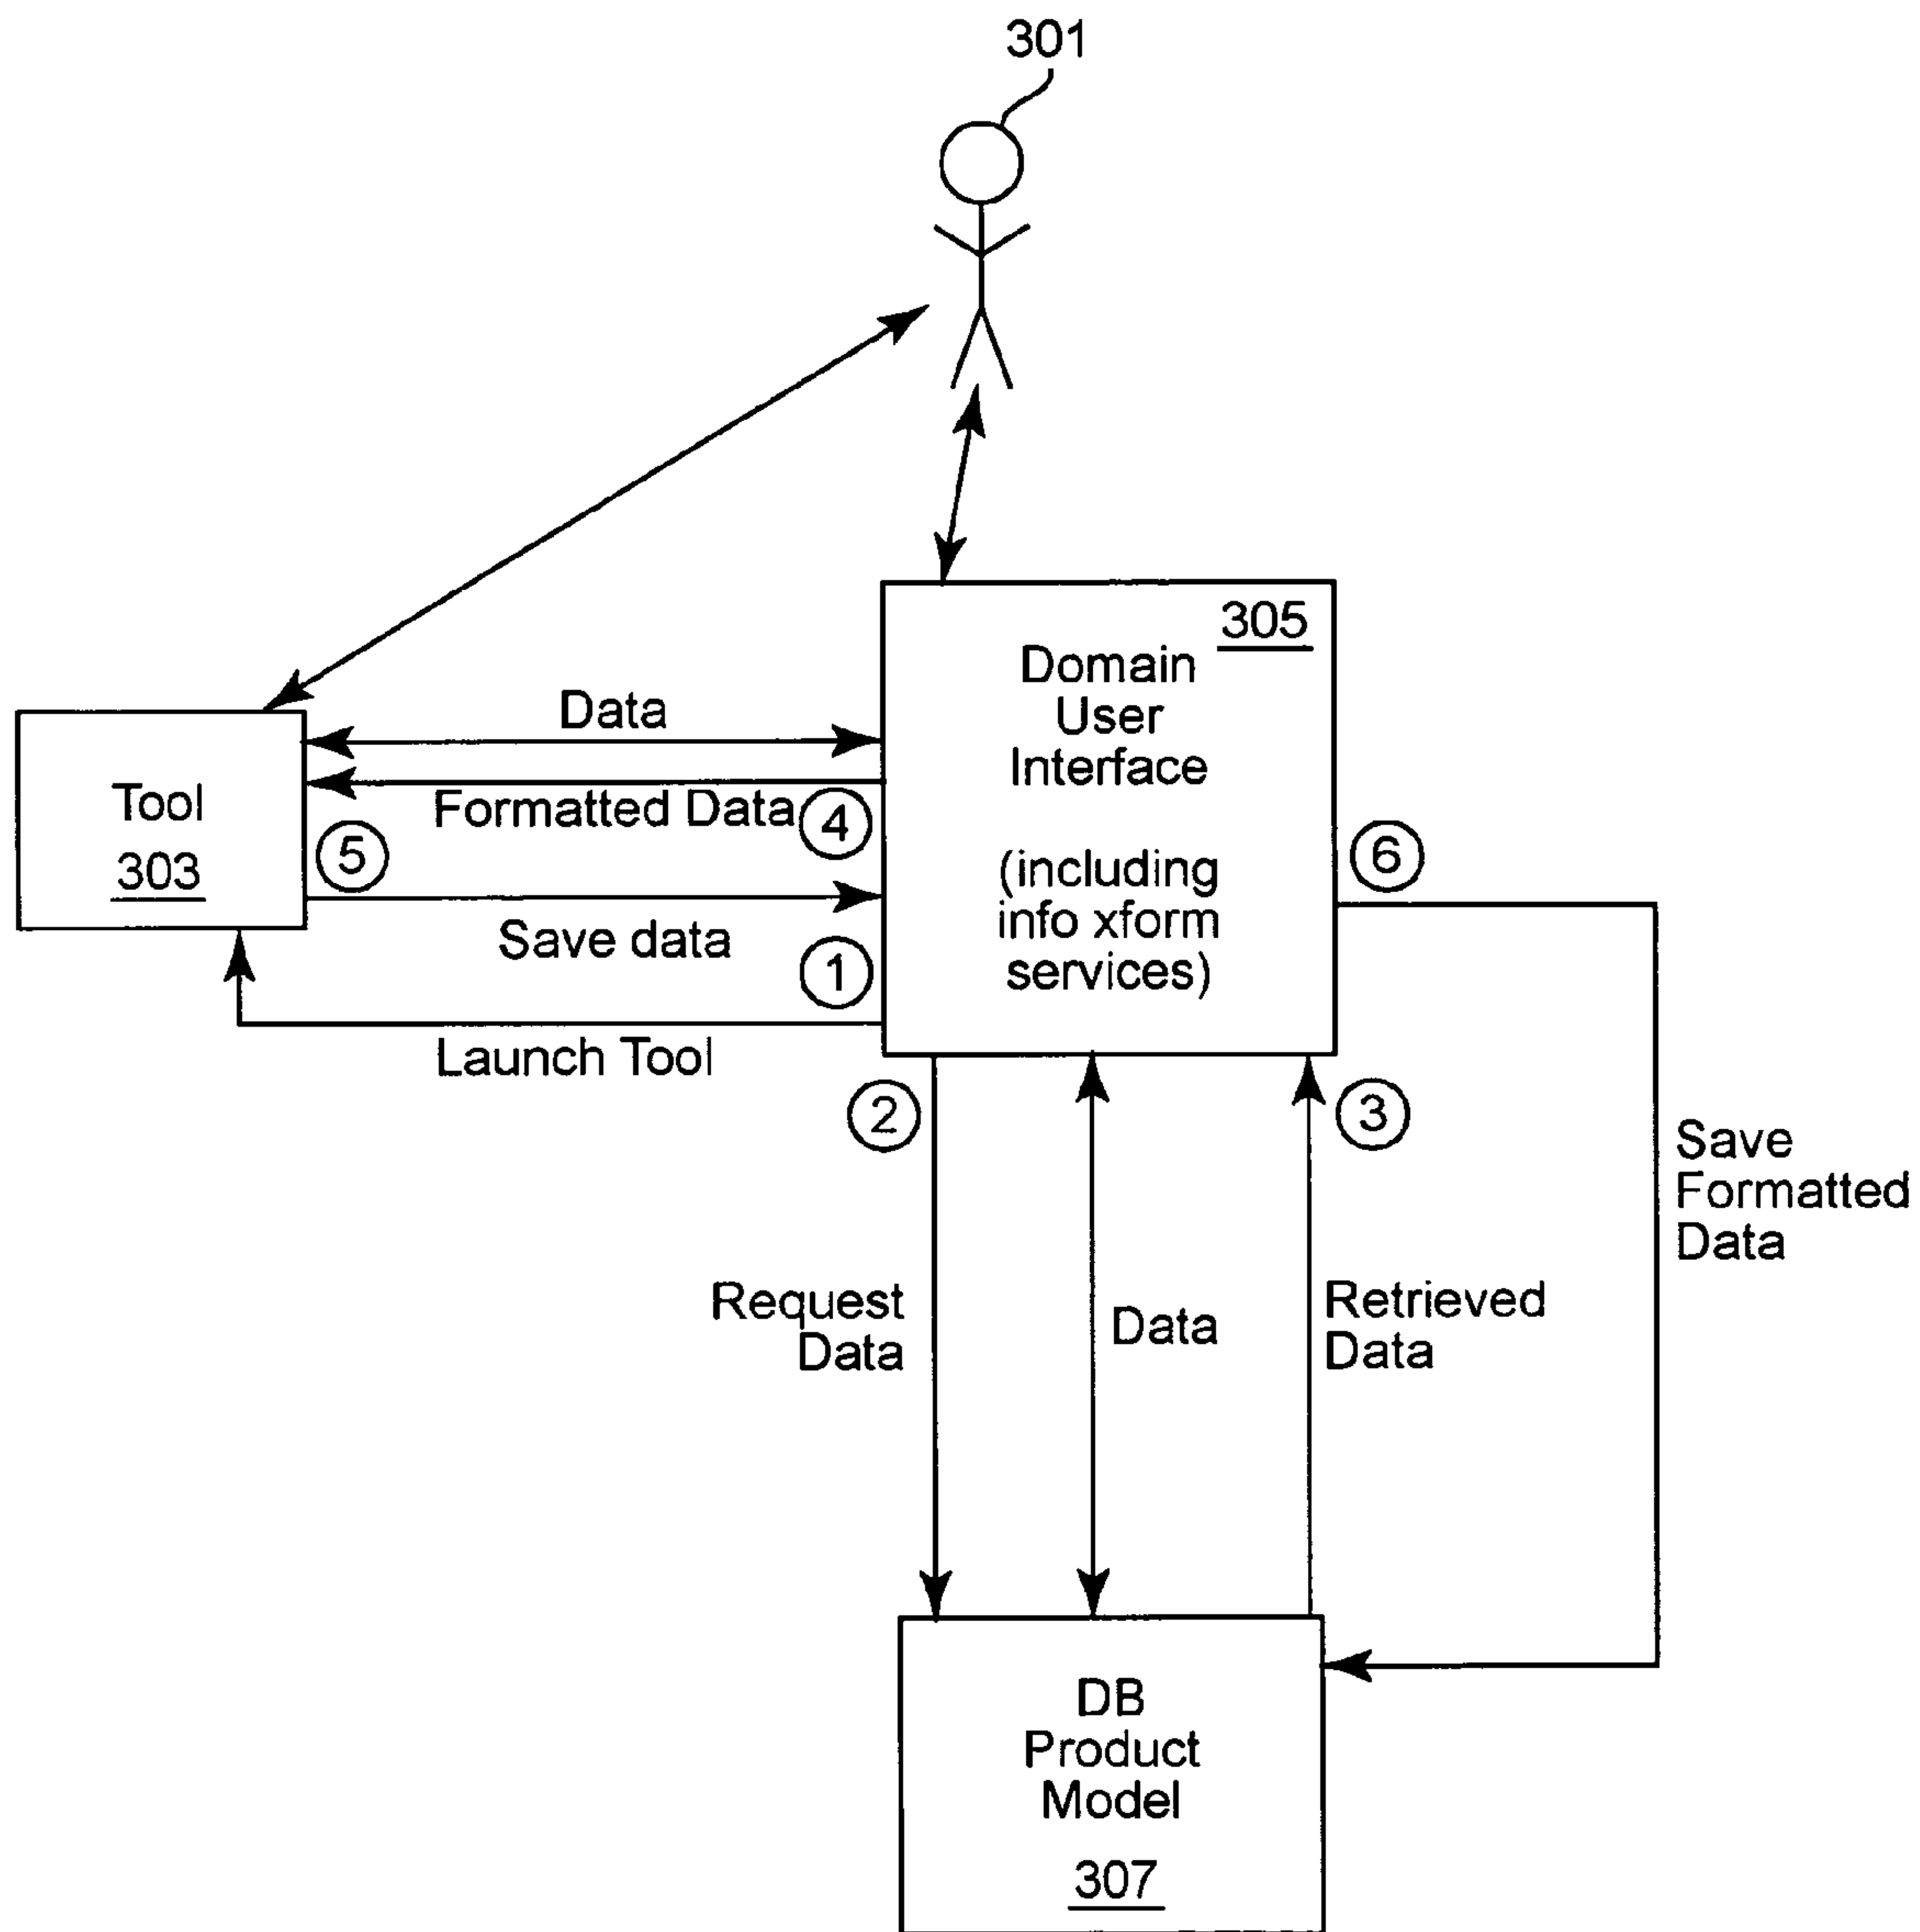 301
305
Domain
User
Interface
(including
info xform
services)
Data
Formatted Data
4
Tool
303
5
6
Save data
1
Launch Tool
2
3
Save
Formatted
Data
Request
Data
Data
Retrieved
Data
DB
Product
Model
307